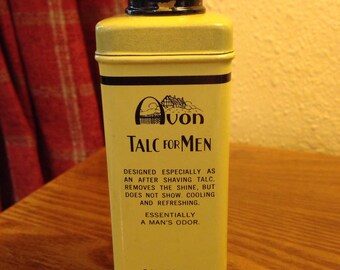 Avon
TALC FOR MEN
DESIGNED ESPECIALLY AS
AN AFTER SHAVING TALC.
REMOVES THE SHINE, BUT
DOES NOT SHOW. COOLING
AND REFRESHING.
ESSENTIALLY
A MAN'S ODOR.